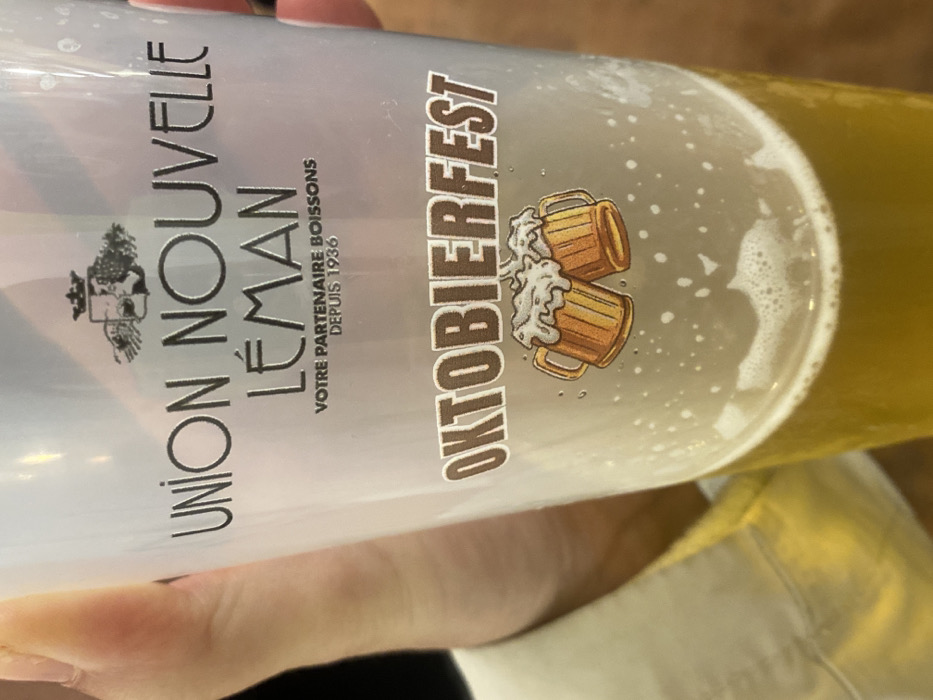 UNION NOUVELLE
LÉMAN
VOTRE PARTENAIRE BOISSONS
DEPUIS 1936
OKTOBIERFEST